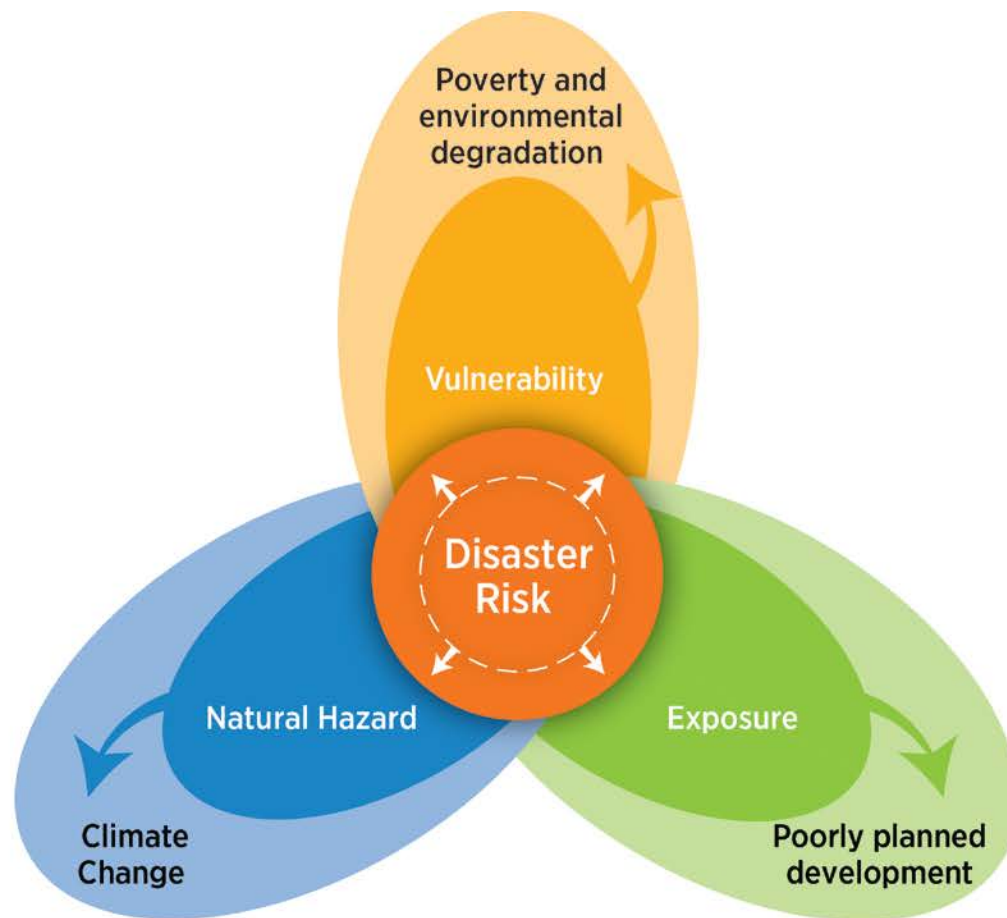 Poverty and
environmental
degradation
Vulnerability
Disaster
Risk
Natural Hazard
Exposure
Climate
Change
Poorly planned
development